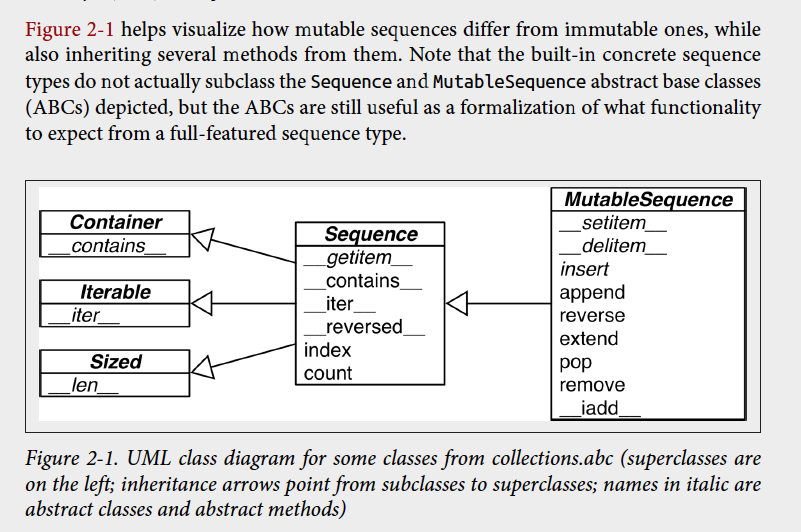 Figure 2-1 helps visualize how mutable sequences differ from immutable ones, while
also inheriting several methods from them. Note that the built-in concrete sequence
types do not actually subclass the Sequence and MutableSequence abstract base classes
(ABCs) depicted, but the ABCs are still useful as a formalization of what functionality
to expect from a full-featured sequence type.
Container
__contains__
Iterable
__iter__
Sized
__len__
Sequence
__getitem__
__contains__
__iter__
__reversed__
index
count
MutableSequence
__setitem__
__delitem__
insert
append
reverse
extend
pop
remove
__iadd__
Figure 2-1. UML class diagram for some classes from collections.abc (superclasses are
on the left; inheritance arrows point from subclasses to superclasses; names in italic are
abstract classes and abstract methods)